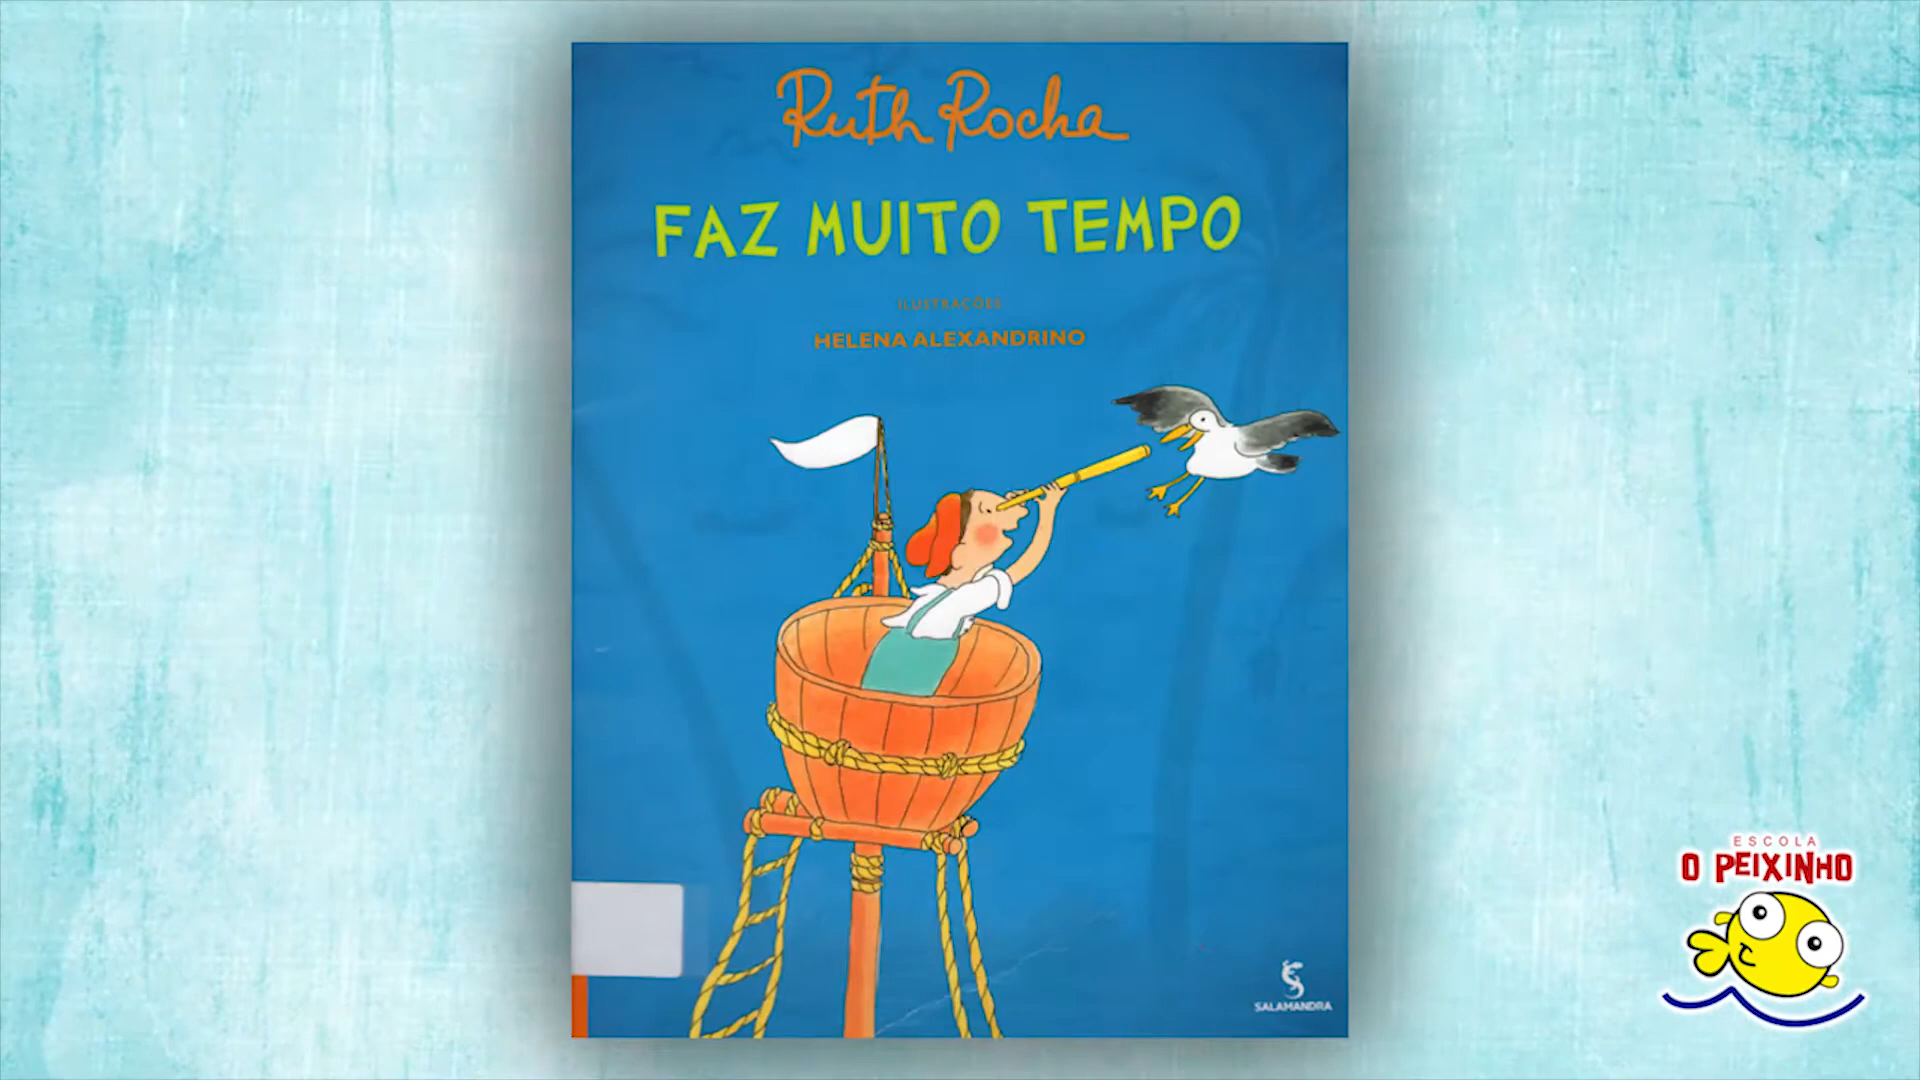 Ruth Rocha
FAZ MUITO TEMPO
ILUSTRAÇÕES
HELENA ALEXANDRINO
SALAMANDRA
ESCOLA
O PEIXINHO